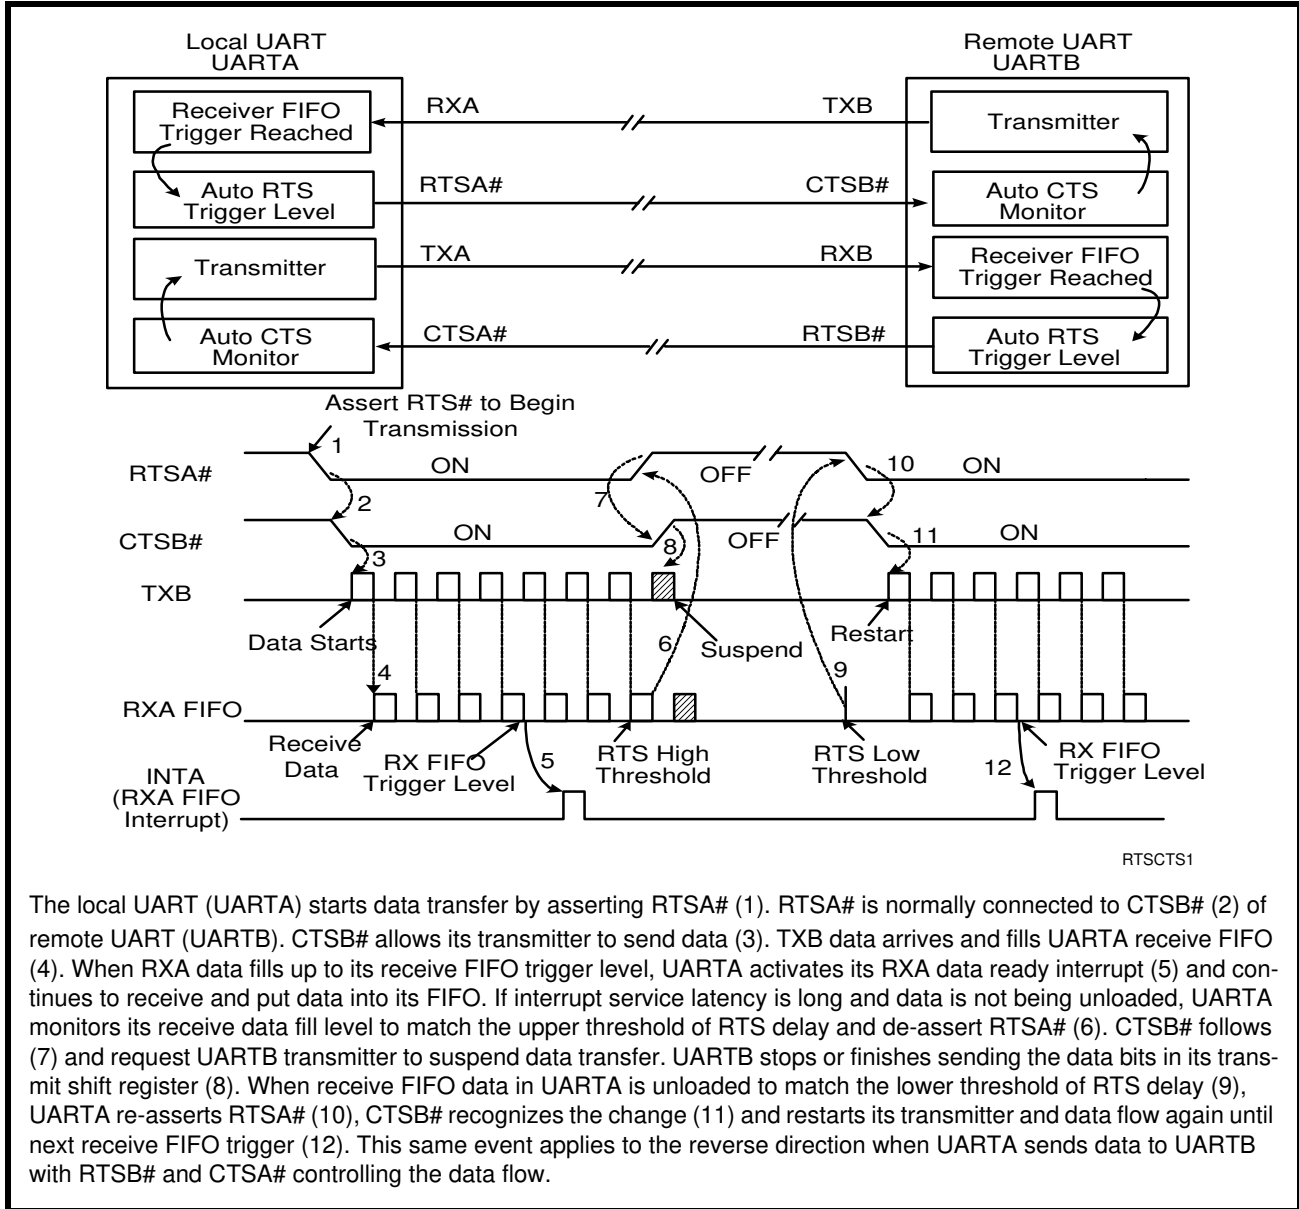 Local UART
UARTA
Remote UART
UARTB
Receiver FIFO
Trigger Reached
RXA
TXB
Transmitter
Auto RTS
Trigger Level
RTSA#
CTSB#
Auto CTS
Monitor
Transmitter
TXA
RXB
Receiver FIFO
Trigger Reached
Auto CTS
Monitor
CTSA#
RTSB#
Auto RTS
Trigger Level
Assert RTS# to Begin
Transmission
1
RTSA#
ON
OFF
10
ON
2
7
CTSB#
ON
8
OFF
11
ON
3
TXB
Data Starts
6
Suspend
Restart
4
9
RXA FIFO
Receive
Data
RX FIFO
Trigger Level
5
RTS High
Threshold
RTS Low
Threshold
12
RX FIFO
Trigger Level
INTA
(RXA FIFO
Interrupt)
RTSCTS1
The local UART (UARTA) starts data transfer by asserting RTSA# (1). RTSA# is normally connected to CTSB# (2) of
remote UART (UARTB). CTSB# allows its transmitter to send data (3). TXB data arrives and fills UARTA receive FIFO
(4). When RXA data fills up to its receive FIFO trigger level, UARTA activates its RXA data ready interrupt (5) and con-
tinues to receive and put data into its FIFO. If interrupt service latency is long and data is not being unloaded, UARTA
monitors its receive data fill level to match the upper threshold of RTS delay and de-assert RTSA# (6). CTSB# follows
(7) and request UARTB transmitter to suspend data transfer. UARTB stops or finishes sending the data bits in its trans-
mit shift register (8). When receive FIFO data in UARTA is unloaded to match the lower threshold of RTS delay (9),
UARTA re-asserts RTSA# (10), CTSB# recognizes the change (11) and restarts its transmitter and data flow again until
next receive FIFO trigger (12). This same event applies to the reverse direction when UARTA sends data to UARTB
with RTSB# and CTSA# controlling the data flow.